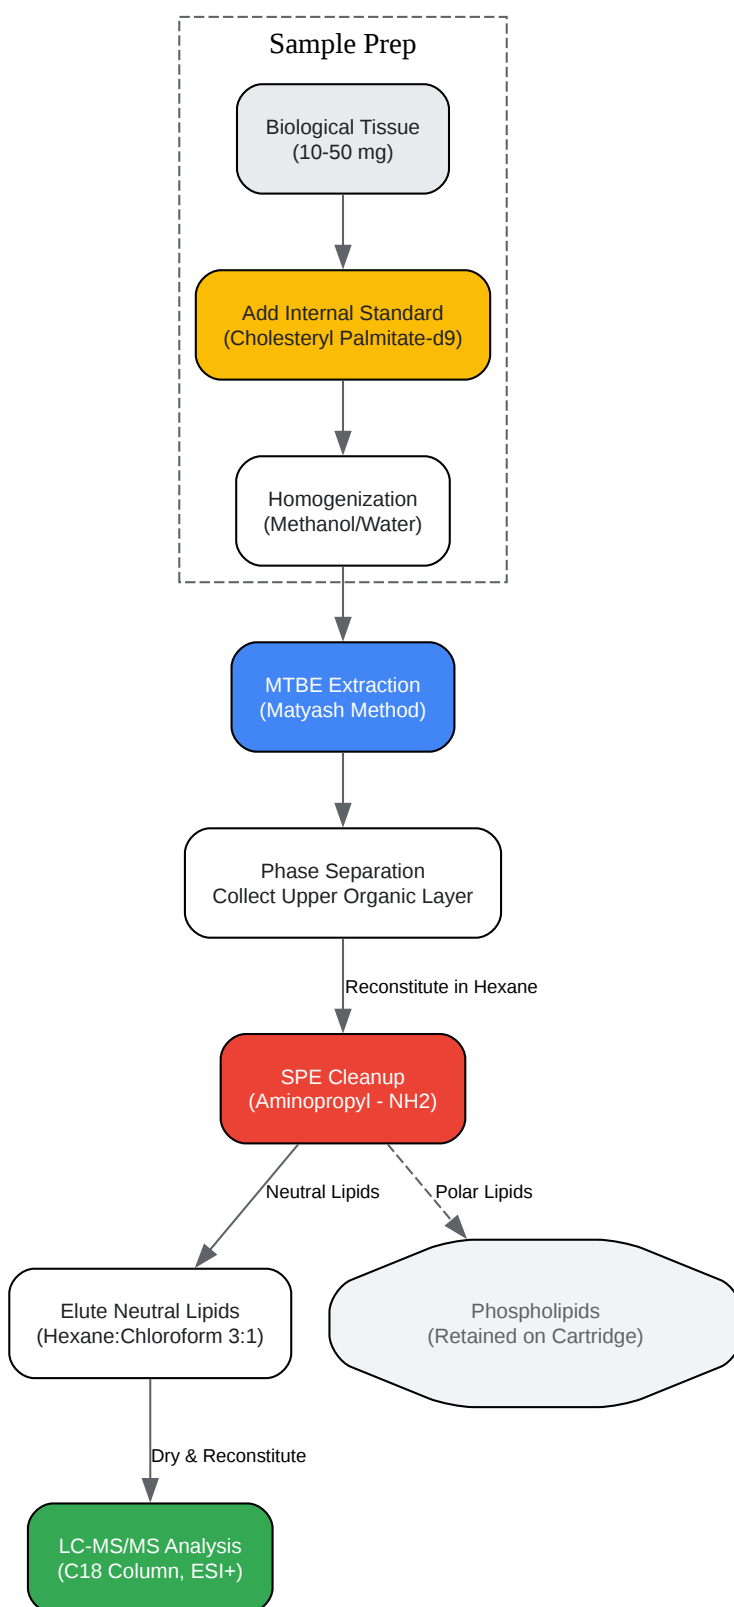 Sample Prep
Biological Tissue
(10-50 mg)
Add Internal Standard
(Cholesteryl Palmitate-d9)
Homogenization
(Methanol/Water)
MTBE Extraction
(Matyash Method)
Phase Separation
Collect Upper Organic Layer
Reconstitute in Hexane
SPE Cleanup
(Aminopropyl - NH2)
Neutral Lipids
Polar Lipids
Elute Neutral Lipids
(Hexane:Chloroform 3:1)
Phospholipids
(Retained on Cartridge)
Dry & Reconstitute
LC-MS/MS Analysis
(C18 Column, ESI+)